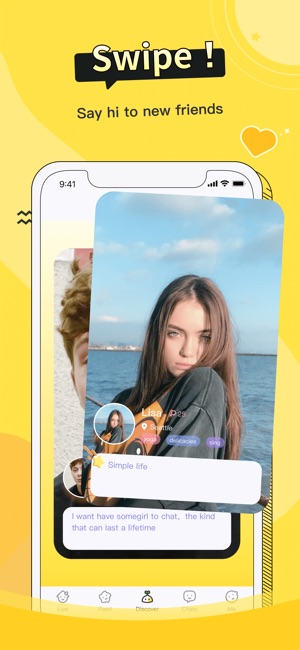 Swipe !
Say hi to new friends
9:41
Lisa
25
Seattle
yoga delicacies sing
Simple life
I want have somegirl to chat, the kind
that can last a lifetime
Live Chats Me
Discover